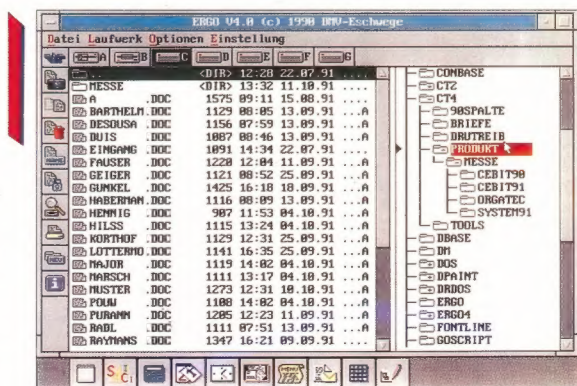 ERGO V4.0 (c) 1990 DMV-Eschwege
Datei Laufwerk Optionen Einstellung
A B C D E F G
.. <DIR> 12:28 22.07.91 ....
MESSE <DIR> 13:32 11.10.91 ....
A .DOC 1575 09:11 15.08.91 ....
BARTHELM.DOC 1129 08:05 13.09.91 ...A
DESOUSA .DOC 1156 07:59 13.09.91 ...A
DUIS .DOC 1087 08:46 13.09.91 ...A
EINGANG .DOC 1091 14:34 22.07.91 ....
FAUSER .DOC 1220 12:04 11.09.91 ...A
GEIGER .DOC 1121 08:52 25.09.91 ...A
GUNKEL .DOC 1425 16:18 18.09.91 ...A
HABERMAN.DOC 1116 08:09 13.09.91 ...A
HENNIG .DOC 907 11:53 04.10.91 ...A
HILSS .DOC 1115 13:24 04.10.91 ...A
KORTHOF .DOC 1129 12:31 25.09.91 ...A
LOTTERMO.DOC 1141 16:35 25.09.91 ...A
MAJOR .DOC 1119 14:02 04.10.91 ...A
MARSCH .DOC 1111 13:17 04.10.91 ...A
MUSTER .DOC 1273 12:31 10.10.91 ...A
POUW .DOC 1108 14:02 04.10.91 ...A
PURAMN .DOC 1205 12:23 11.09.91 ...A
RADL .DOC 1111 07:51 13.09.91 ...A
RAYMANS .DOC 1347 16:21 09.09.91 ...A
COMBASE
CT2
CT4
90SPALTE
BRIEFE
DRUTREIB
PRODUKT
MESSE
CEBIT90
CEBIT91
ORGATEC
SYSTEM91
TOOLS
DBASE
DM
DOS
DPAINT
DRDOS
ERGO
ERGO4
FONTLINE
GOSCRIPT